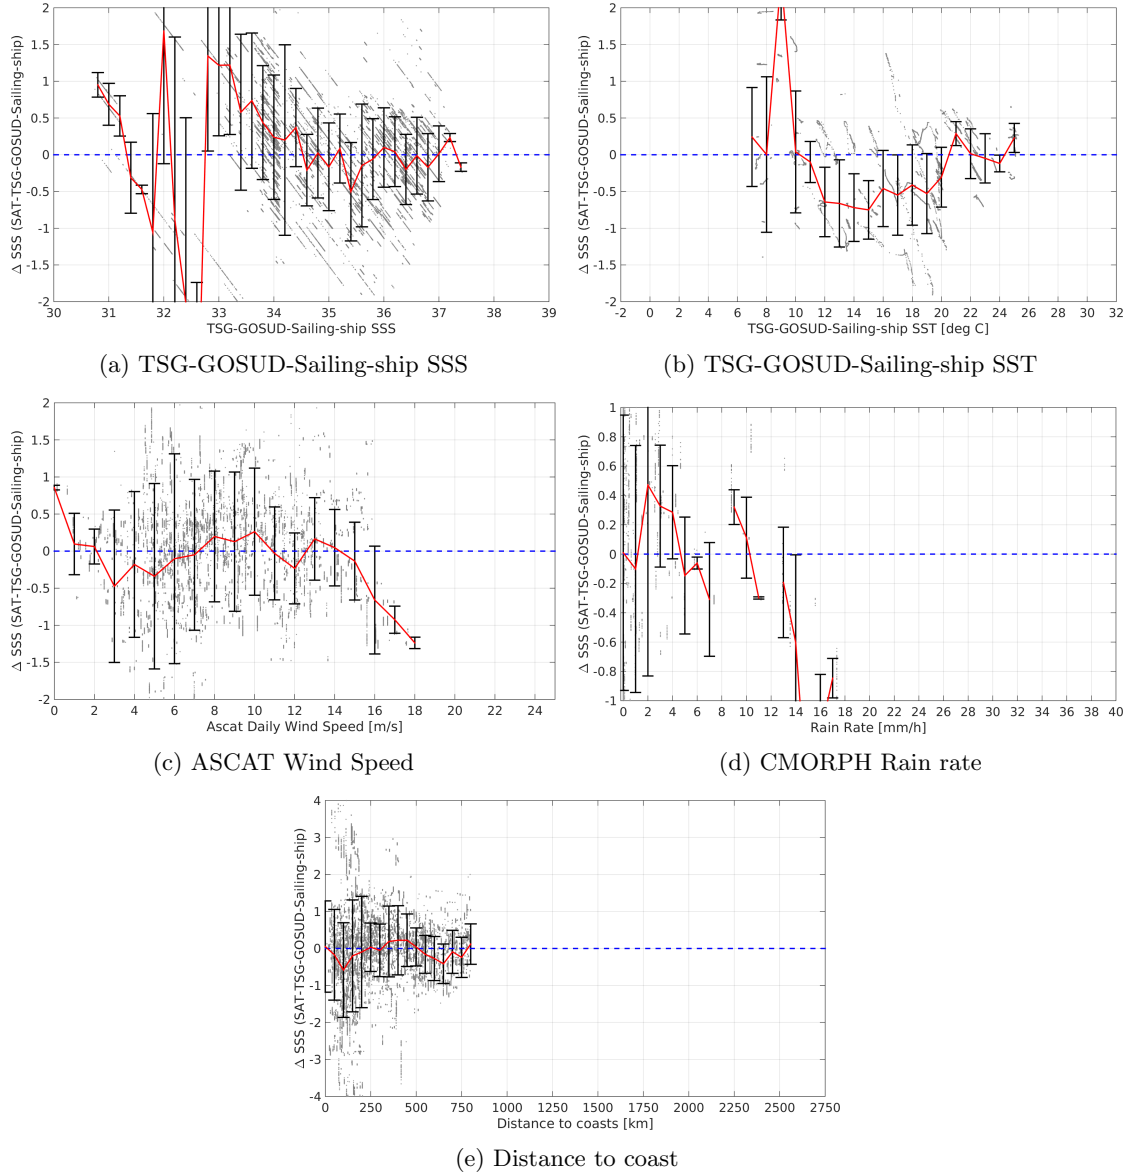 2
1.5
1
0.5
0
-0.5
-1
-1.5
-2
30 31 32 33 34 35 36 37 38 39
TSG-GOSUD-Sailing-ship SSS
Δ SSS (SAT-TSG-GOSUD-Sailing-ship)
(a) TSG-GOSUD-Sailing-ship SSS
2
1.5
1
0.5
0
-0.5
-1
-1.5
-2
-2 0 2 4 6 8 10 12 14 16 18 20 22 24 26 28 30 32
TSG-GOSUD-Sailing-ship SST [deg C]
Δ SSS (SAT-TSG-GOSUD-Sailing-ship)
(b) TSG-GOSUD-Sailing-ship SST
2
1.5
1
0.5
0
-0.5
-1
-1.5
-2
0 2 4 6 8 10 12 14 16 18 20 22 24
Ascat Daily Wind Speed [m/s]
Δ SSS (SAT-TSG-GOSUD-Sailing-ship)
(c) ASCAT Wind Speed
1
0.8
0.6
0.4
0.2
0
-0.2
-0.4
-0.6
-0.8
-1
0 2 4 6 8 10 12 14 16 18 20 22 24 26 28 30 32 34 36 38 40
Rain Rate [mm/h]
Δ SSS (SAT-TSG-GOSUD-Sailing-ship)
(d) CMORPH Rain rate
4
3
2
1
0
-1
-2
-3
-4
0 250 500 750 1000 1250 1500 1750 2000 2250 2500 2750
Distance to coasts [km]
Δ SSS (SAT-TSG-GOSUD-Sailing-ship)
(e) Distance to coast